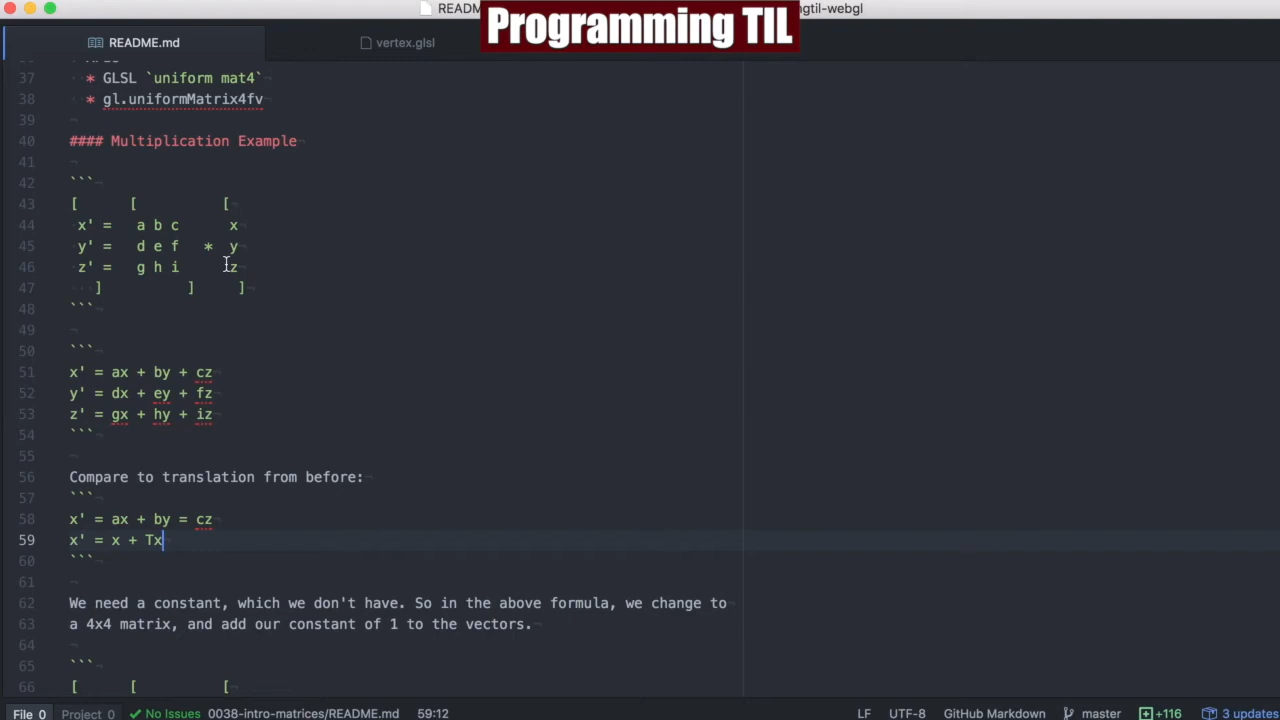 README.md — ngtil-webgl
Programming TIL
README.md
vertex.glsl
37 * GLSL `uniform mat4`
38 * gl.uniformMatrix4fv
39
40 #### Multiplication Example
41
42 ```
43 [ [ [
44 x' = a b c x
45 y' = d e f * y
46 z' = g h i z
47 ] ] ]
48 ```
49
50 ```
51 x' = ax + by + cz
52 y' = dx + ey + fz
53 z' = gx + hy + iz
54 ```
55
56 Compare to translation from before:
57 ```
58 x' = ax + by = cz
59 x' = x + Tx
60 ```
61
62 We need a constant, which we don't have. So in the above formula, we change to
63 a 4x4 matrix, and add our constant of 1 to the vectors.
64
65 ```
66 [ [ [
File 0 Project 0 No Issues 0038-intro-matrices/README.md 59:12 LF UTF-8 GitHub Markdown master +116 3 updates